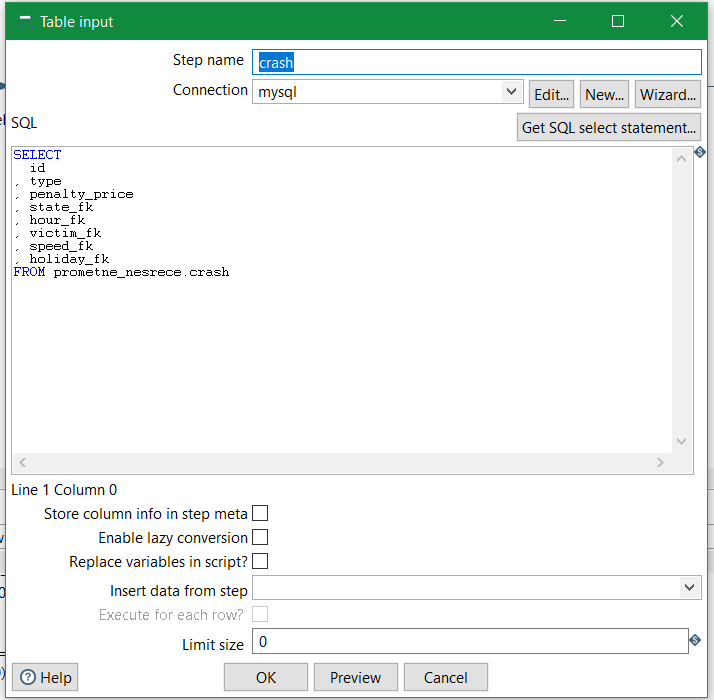 Table input
Step name crash
Connection mysql Edit... New... Wizard...
SQL Get SQL select statement...
SELECT
id
, type
, penalty_price
, state_fk
, hour_fk
, victim_fk
, speed_fk
, holiday_fk
FROM prometne_nesrece.crash
Line 1 Column 0
Store column info in step meta
Enable lazy conversion
Replace variables in script?
Insert data from step
Execute for each row?
Limit size 0
Help OK Preview Cancel